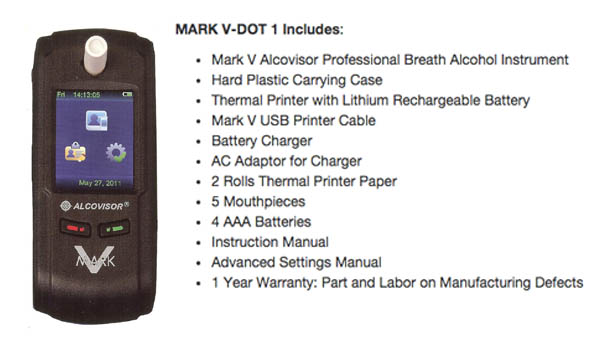 MARK V-DOT 1 Includes:
• Mark V Alcovisor Professional Breath Alcohol Instrument
• Hard Plastic Carrying Case
• Thermal Printer with Lithium Rechargeable Battery
• Mark V USB Printer Cable
• Battery Charger
• AC Adaptor for Charger
• 2 Rolls Thermal Printer Paper
• 5 Mouthpieces
• 4 AAA Batteries
• Instruction Manual
• Advanced Settings Manual
• 1 Year Warranty: Part and Labor on Manufacturing Defects
Fri 14:13:05
May 27, 2011
ALCOVISOR®
V
MARK